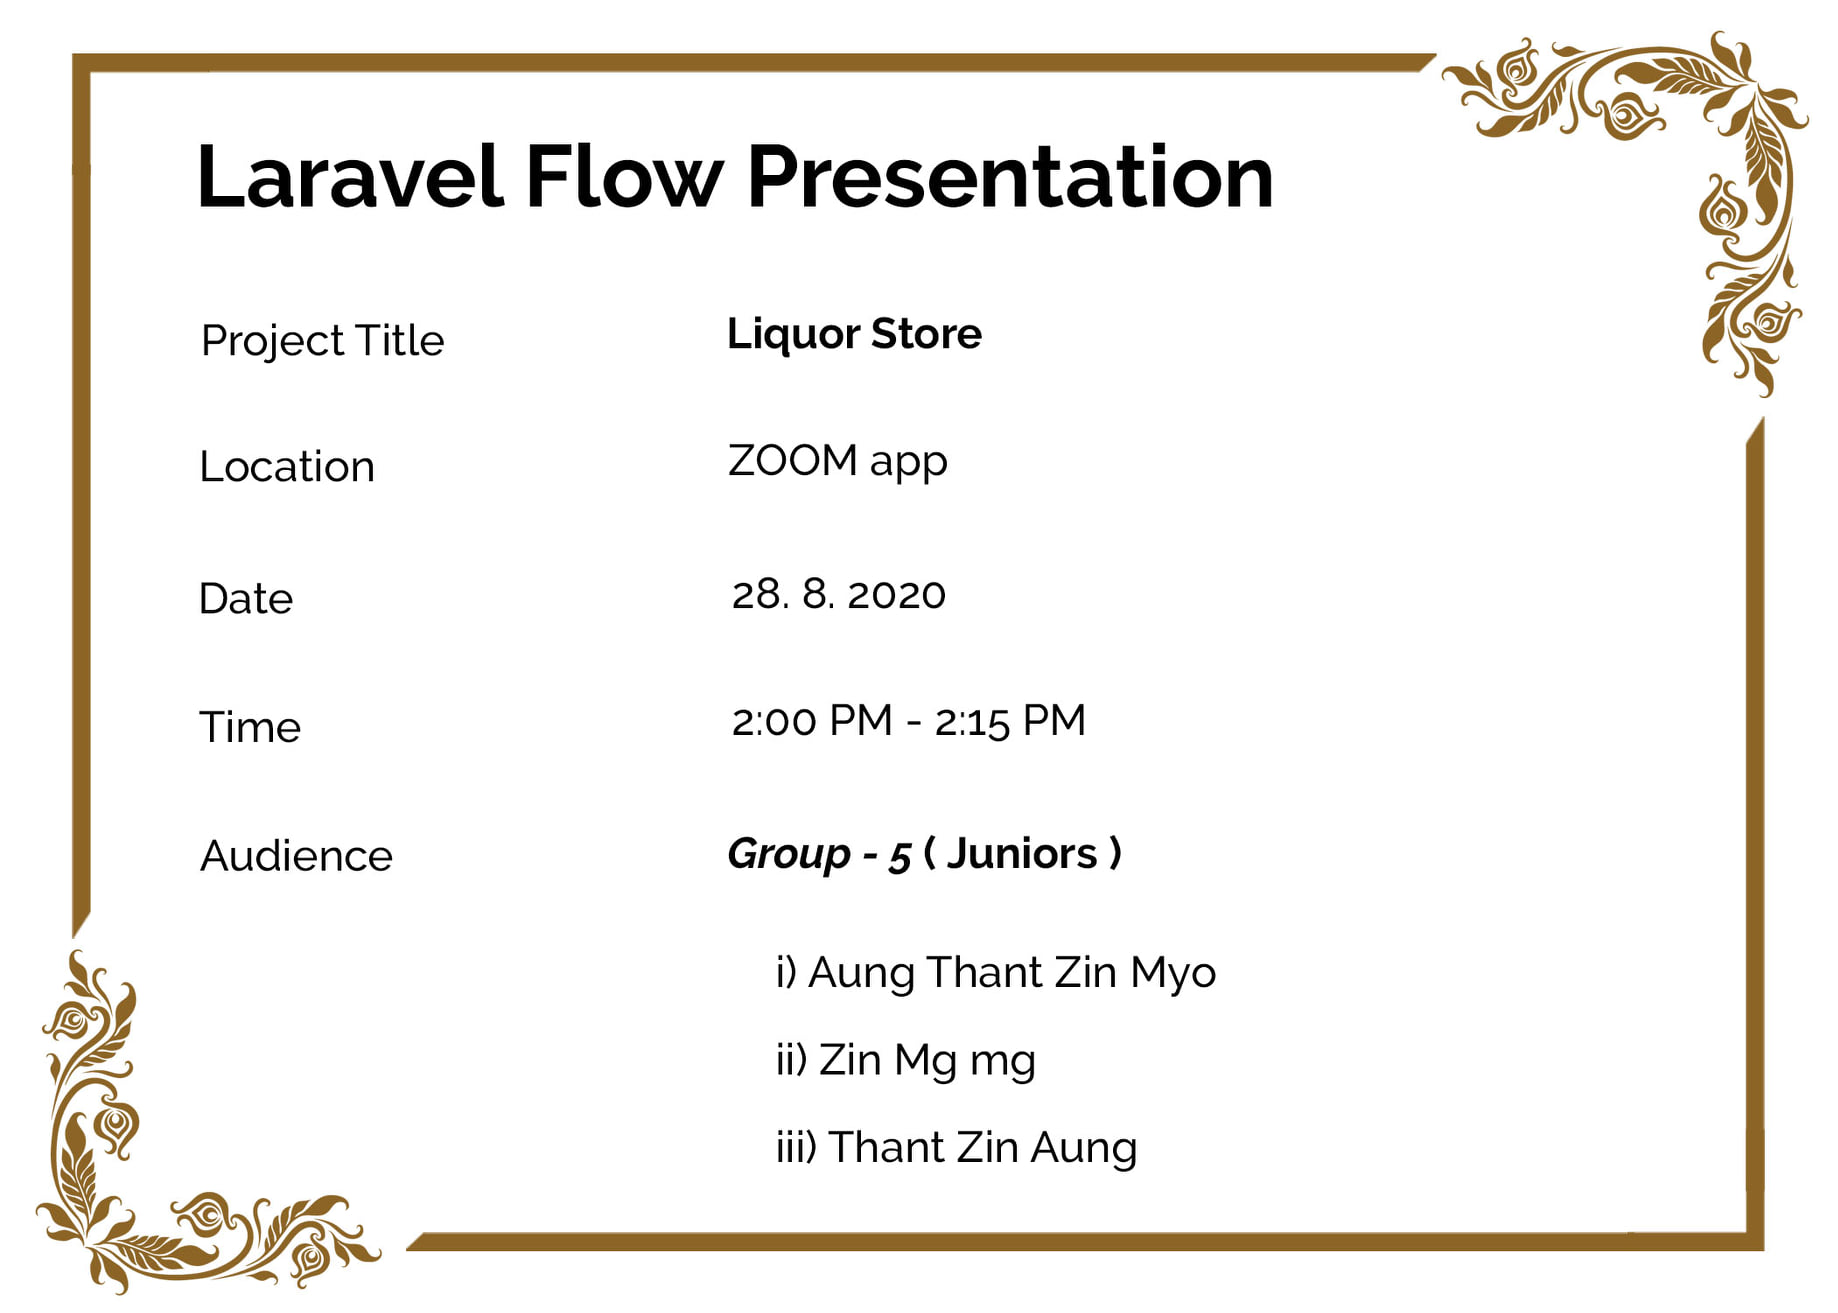 Laravel Flow Presentation
Project Title Liquor Store
Location ZOOM app
Date 28. 8. 2020
Time 2:00 PM - 2:15 PM
Audience Group - 5 ( Juniors )
i) Aung Thant Zin Myo
ii) Zin Mg mg
iii) Thant Zin Aung